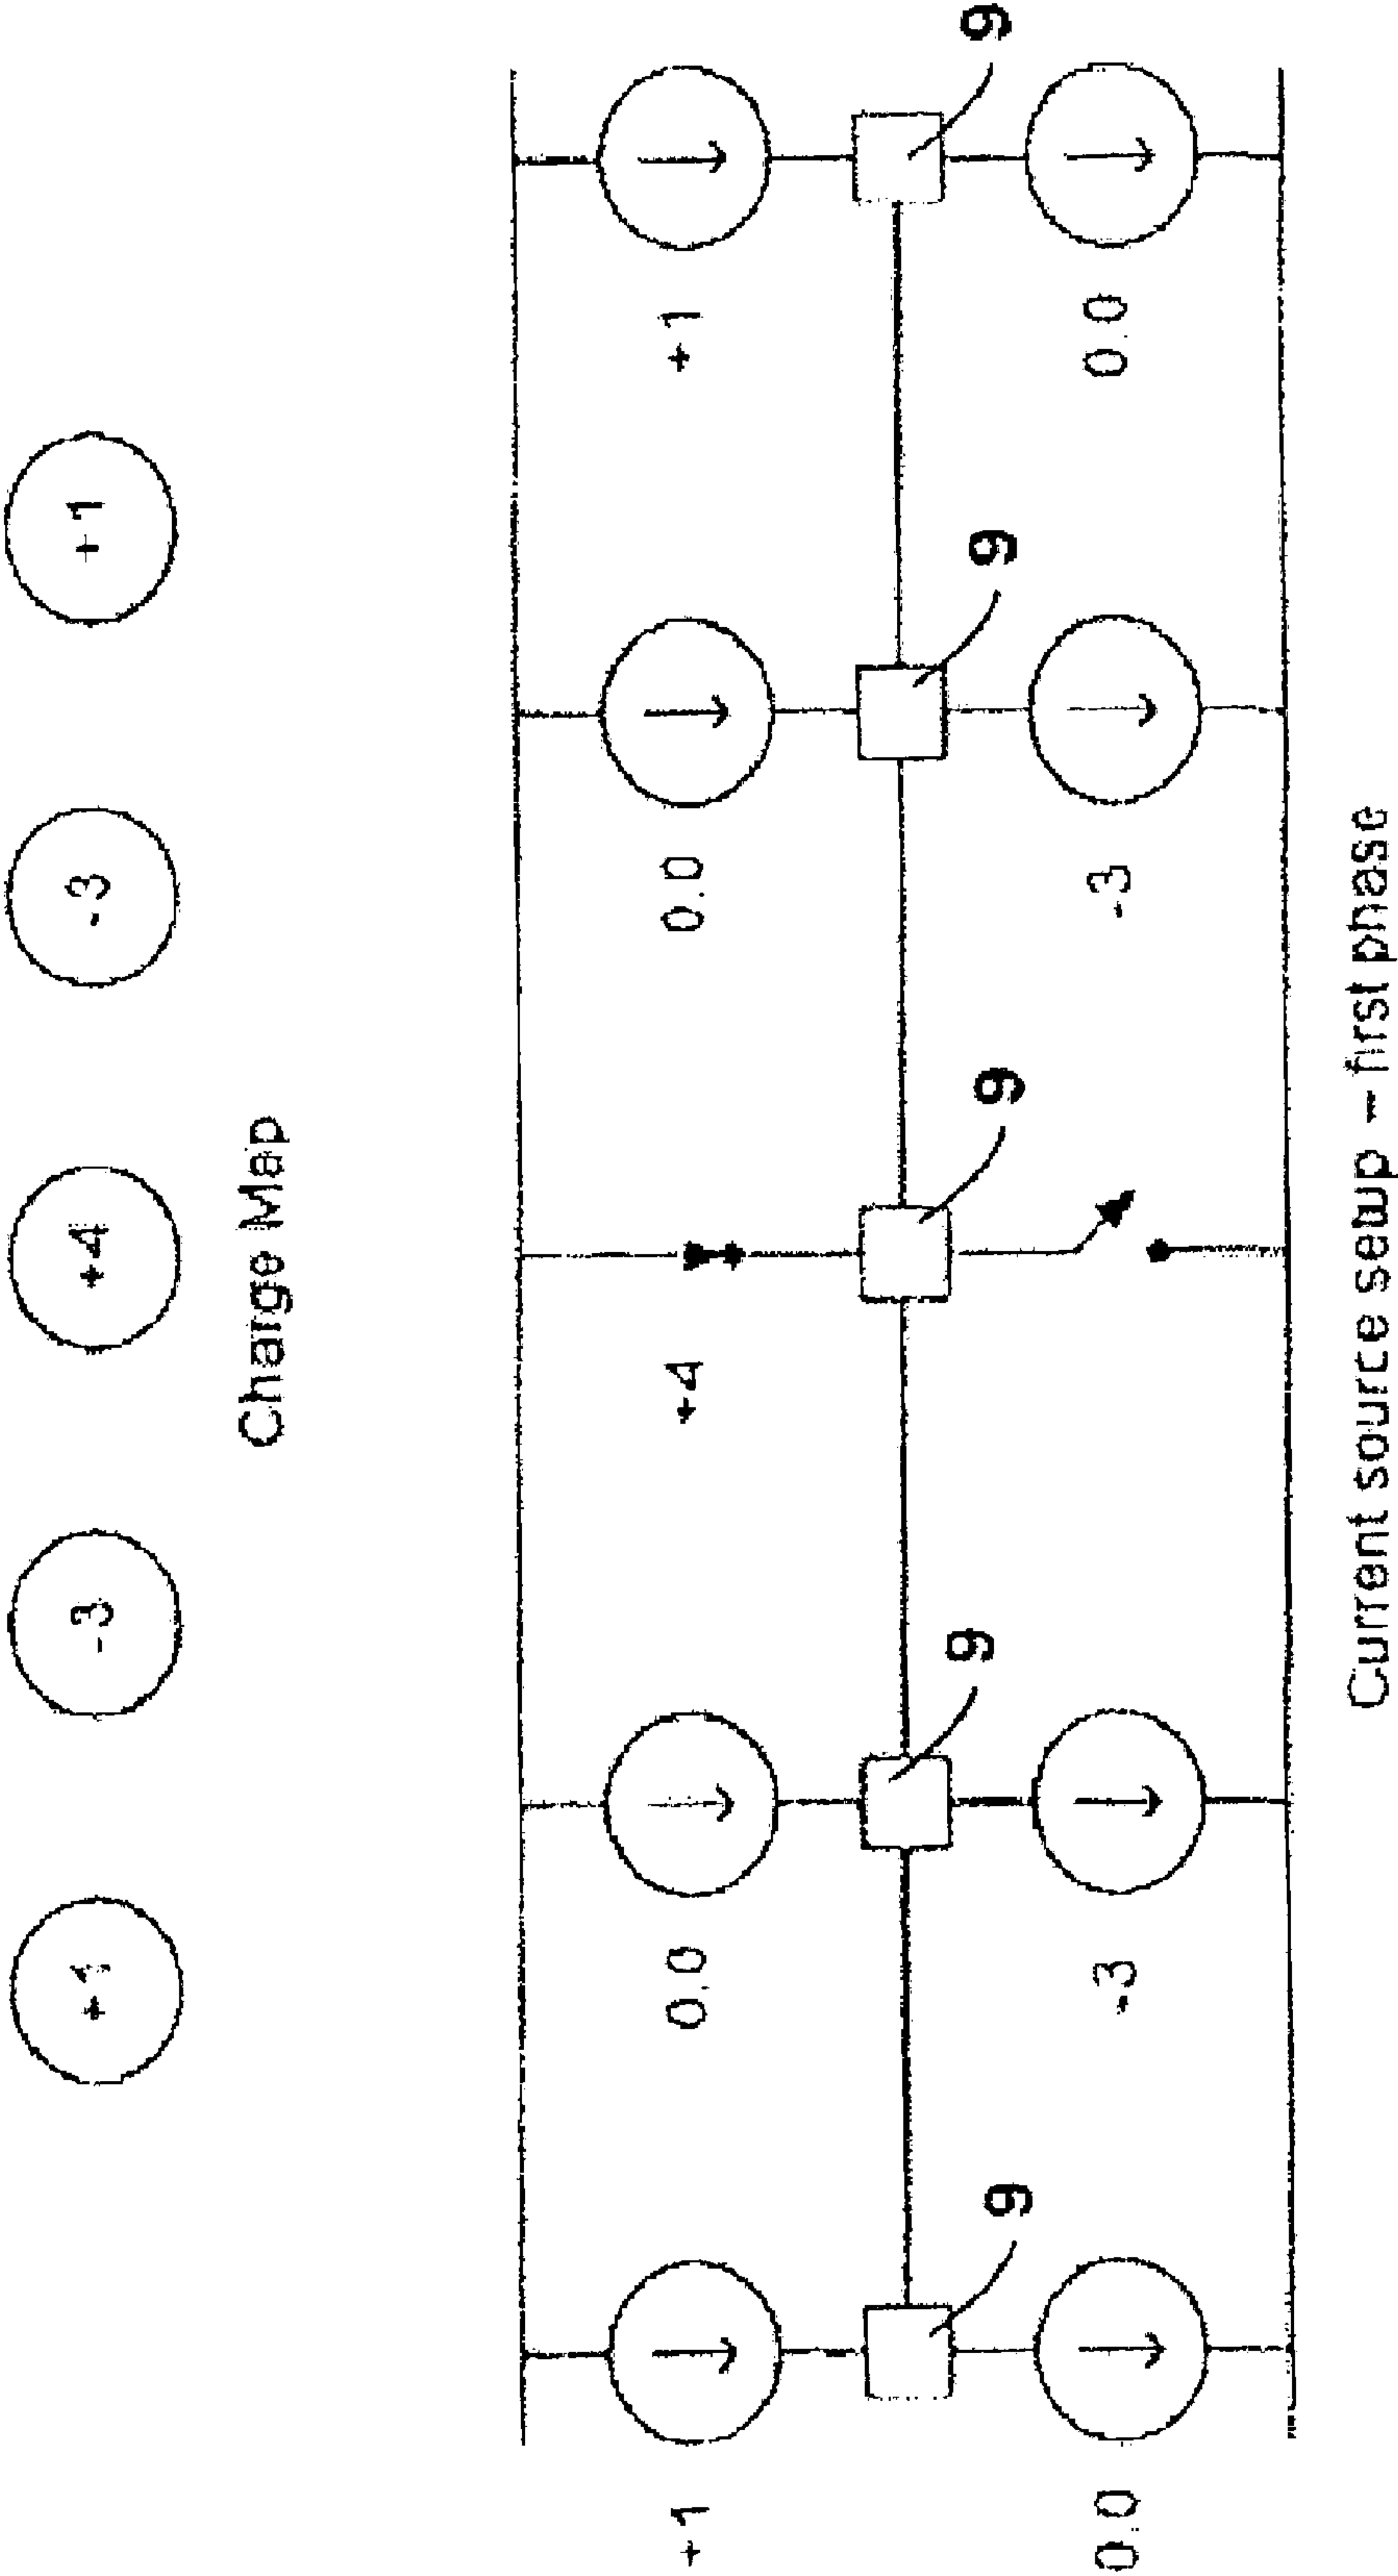 +1 -3 +4 -3 +1
Charge Map
+1 0.0 +4 0.0 +1
9 9 9 9 9
0.0 -3 -3 0.0
Current source setup – first phase